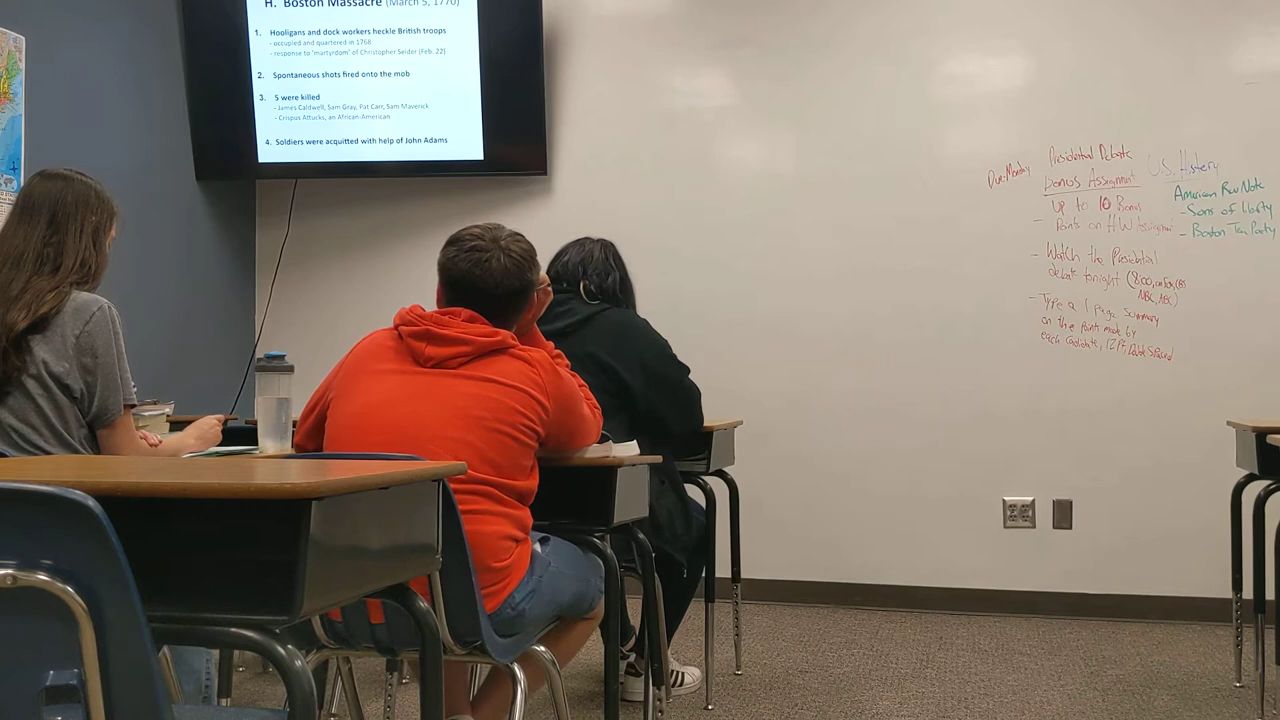 H. Boston Massacre (March 5, 1770)
1. Hooligans and dock workers heckle British troops
- occupied and quartered in 1768
- response to "martyrdom" of Christopher Seider (Feb. 22)
2. Spontaneous shots fired onto the mob
3. 5 were killed
- James Caldwell, Sam Gray, Pat Carr, Sam Maverick
- Crispus Attucks, an African-American
4. Soldiers were acquitted with help of John Adams
Due-Monday
Presidential Debate
bonus Assignment
Up to 10 Bonus
- Points on HW Assignment
- Watch the Presidential
debate tonight (8:00, on Fox, CBS
NBC, ABC)
- Type a 1 page summary
on the points made by
each candidate, 12pt, Double Spaced
U.S. History
American Rev Note
- Sons of Liberty
- Boston Tea Party